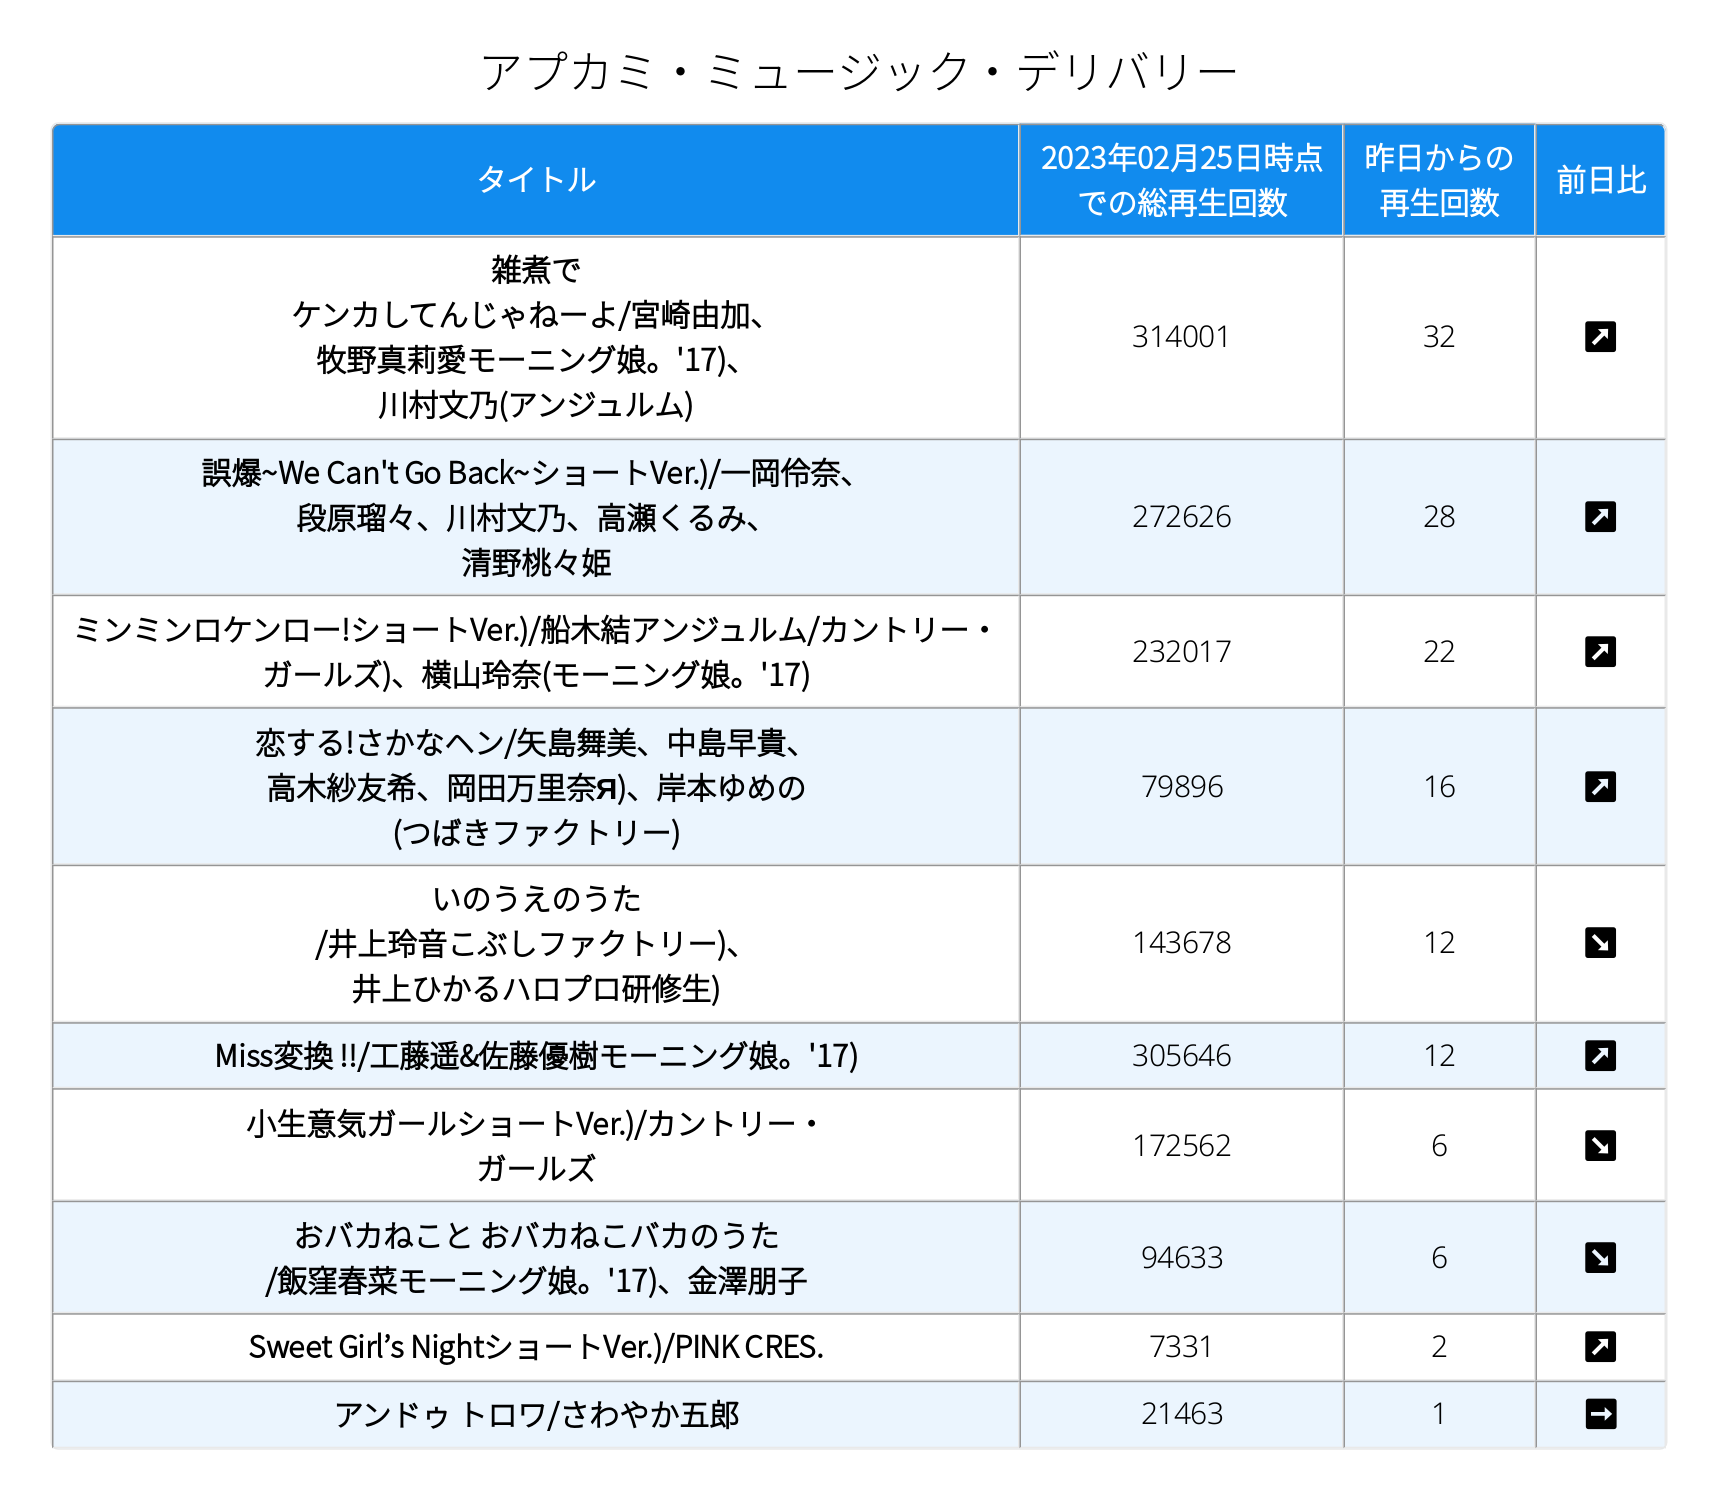 アプカミ・ミュージック・デリバリー
タイトル
2023年02月25日時点
での総再生回数
昨日からの
再生回数
前日比
雑煮で
ケンカしてんじゃねーよ/宮崎由加、
牧野真莉愛モーニング娘。'17)、
川村文乃(アンジュルム)
314001
32
誤爆~We Can't Go Back~ショートVer.)/一岡伶奈、
段原瑠々、川村文乃、高瀬くるみ、
清野桃々姫
272626
28
ミンミンロケンロー!ショートVer.)/船木結アンジュルム/カントリー・
ガールズ)、横山玲奈(モーニング娘。'17)
232017
22
恋する!さかなヘン/矢島舞美、中島早貴、
高木紗友希、岡田万里奈Я)、岸本ゆめの
(つばきファクトリー)
79896
16
いのうえのうた
/井上玲音こぶしファクトリー)、
井上ひかるハロプロ研修生)
143678
12
Miss変換 !!/工藤遥&佐藤優樹モーニング娘。'17)
305646
12
小生意気ガールショートVer.)/カントリー・
ガールズ
172562
6
おバカねこと おバカねこバカのうた
/飯窪春菜モーニング娘。'17)、金澤朋子
94633
6
Sweet Girl’s NightショートVer.)/PINK CRES.
7331
2
アンドゥ トロワ/さわやか五郎
21463
1